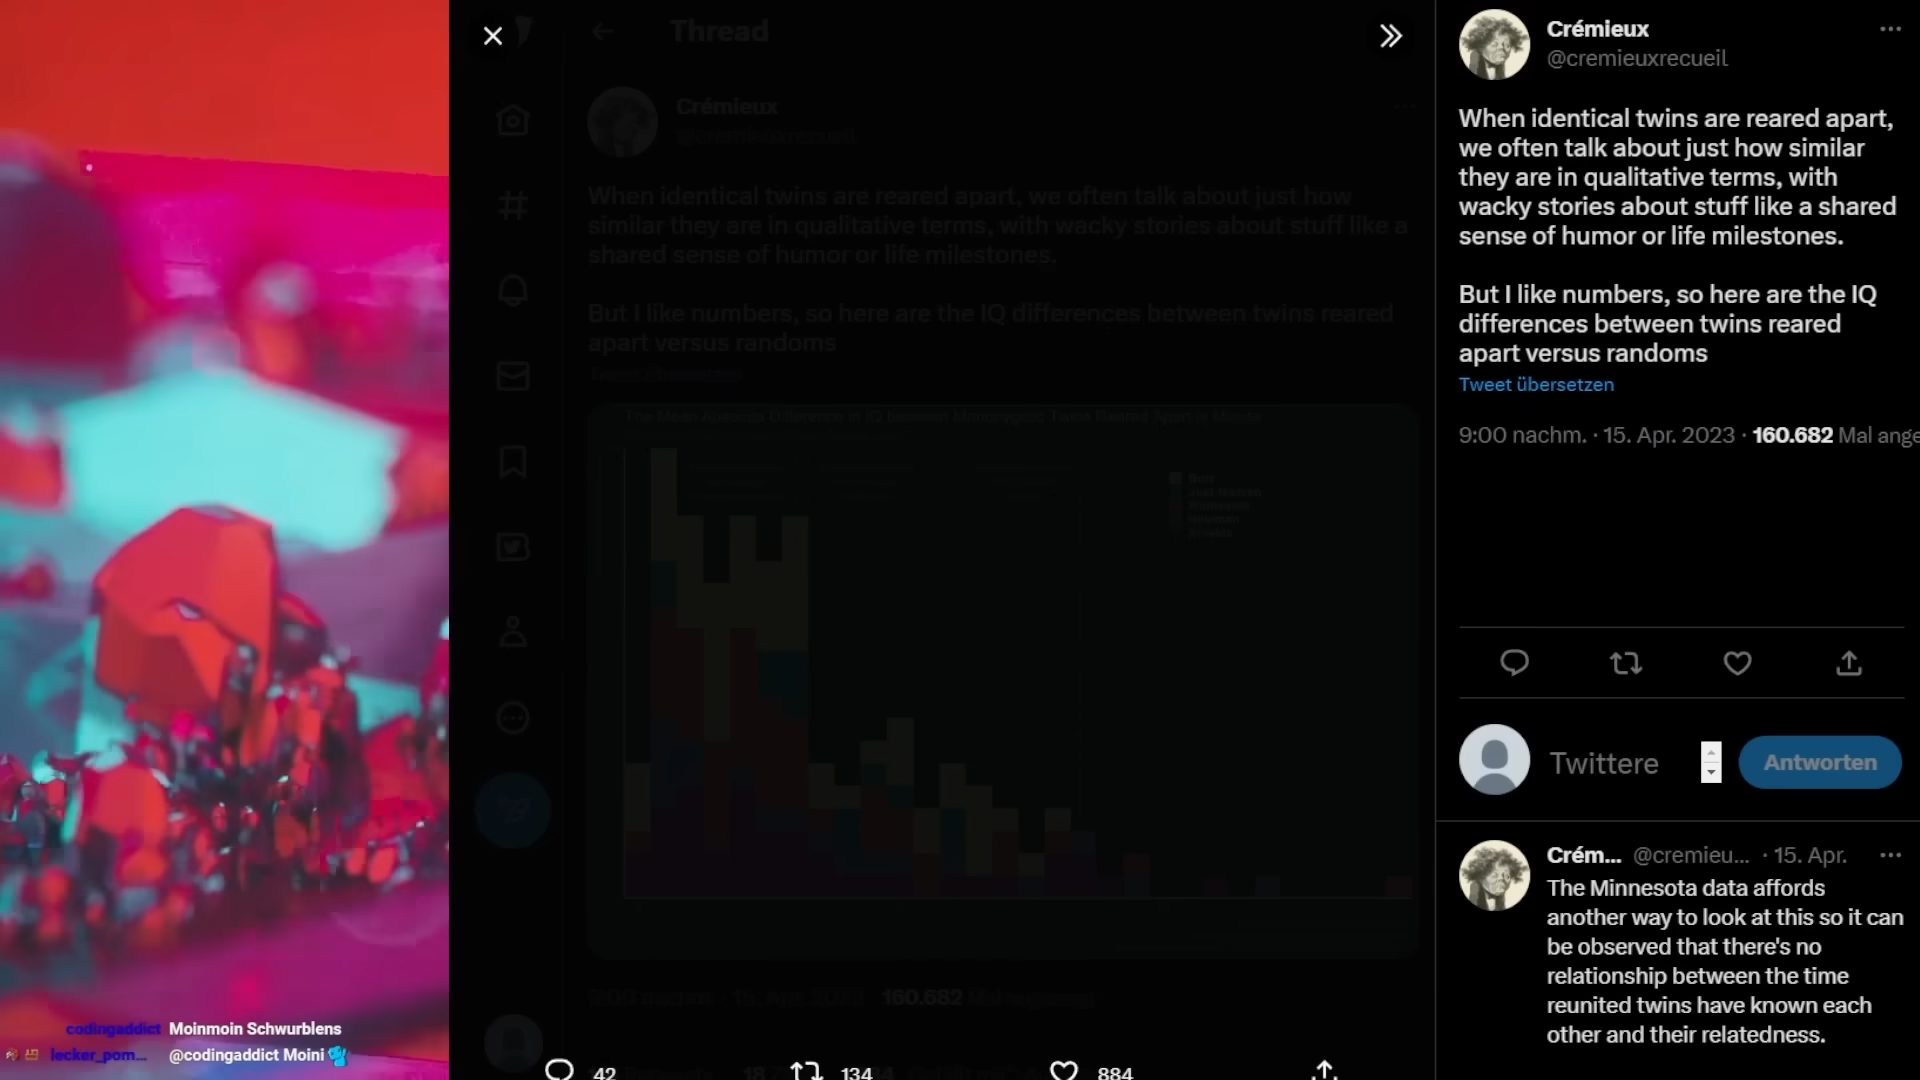 Thread
Crémieux
When identical twins are reared apart, we often talk about just how
similar they are in qualitative terms, with wacky stories about stuff like a
shared sense of humor or life milestones.
But I like numbers, so here are the IQ differences between twins reared
apart versus randoms
160.682
42
134
884
Crémieux
@cremieuxrecueil
When identical twins are reared apart,
we often talk about just how similar
they are in qualitative terms, with
wacky stories about stuff like a shared
sense of humor or life milestones.
But I like numbers, so here are the IQ
differences between twins reared
apart versus randoms
Tweet übersetzen
9:00 nachm. · 15. Apr. 2023 · 160.682 Mal ange
Twittere
Antworten
Crém... @cremieu... · 15. Apr.
The Minnesota data affords
another way to look at this so it can
be observed that there's no
relationship between the time
reunited twins have known each
other and their relatedness.
codingaddict Moinmoin Schwurblens
lecker_pom... @codingaddict Moini